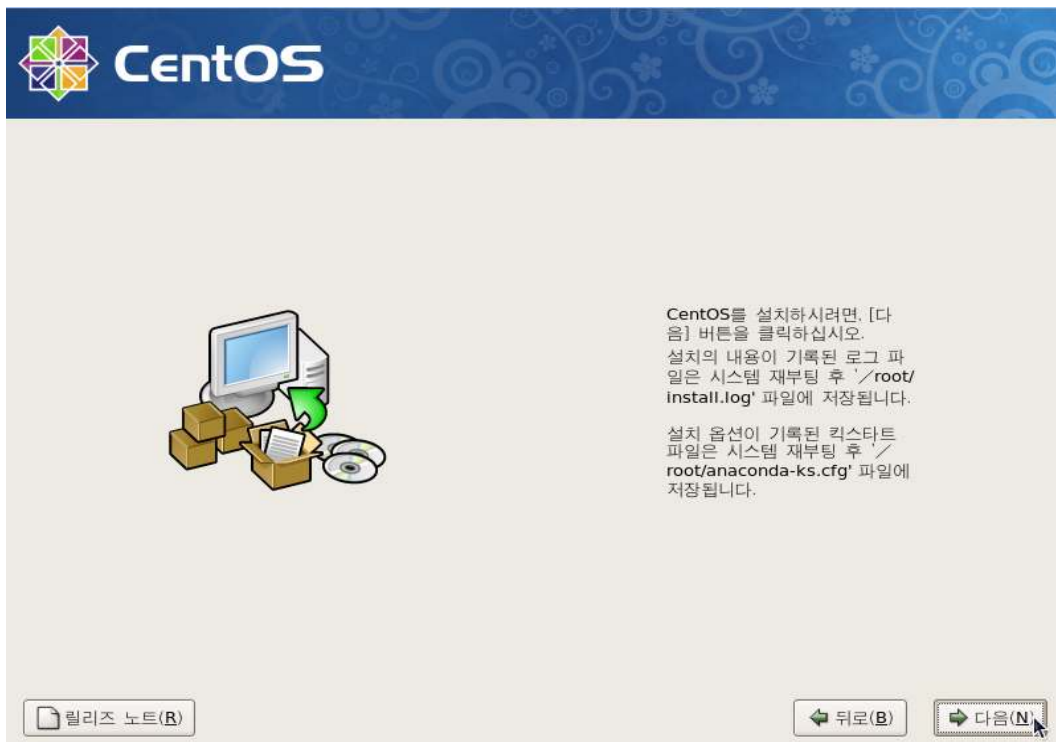 CentOS
CentOS를 설치하시려면, [다
음] 버튼을 클릭하십시오.
설치의 내용이 기록된 로그 파
일은 시스템 재부팅 후 '／root/
install.log' 파일에 저장됩니다.
설치 옵션이 기록된 킥스타트
파일은 시스템 재부팅 후 '／
root/anaconda-ks.cfg' 파일에
저장됩니다.
릴리즈 노트(R)
뒤로(B)
다음(N)